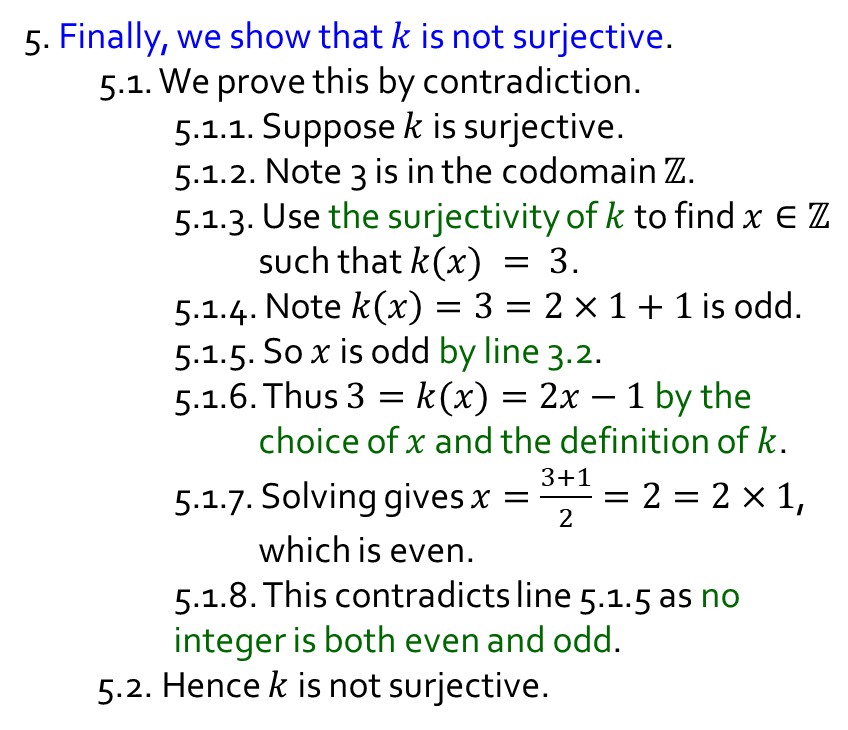 5. Finally, we show that k is not surjective.
5.1. We prove this by contradiction.
5.1.1. Suppose k is surjective.
5.1.2. Note 3 is in the codomain ℤ.
5.1.3. Use the surjectivity of k to find x ∈ ℤ
such that k(x) = 3.
5.1.4. Note k(x) = 3 = 2 × 1 + 1 is odd.
5.1.5. So x is odd by line 3.2.
5.1.6. Thus 3 = k(x) = 2x − 1 by the
choice of x and the definition of k.
5.1.7. Solving gives x = (3+1)/2 = 2 = 2 × 1,
which is even.
5.1.8. This contradicts line 5.1.5 as no
integer is both even and odd.
5.2. Hence k is not surjective.